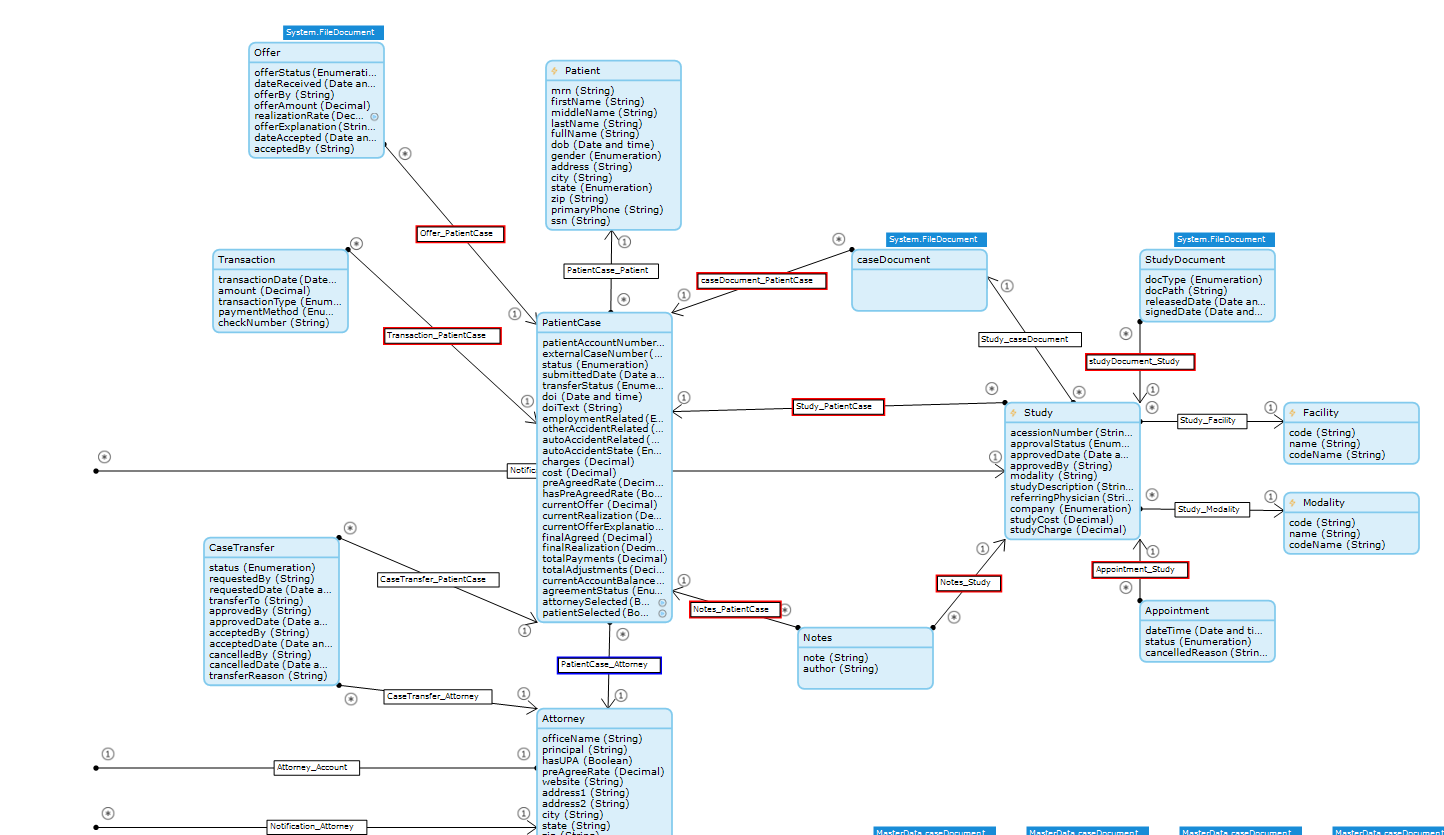 System.FileDocument
Offer
offerStatus (Enumerati...
dateReceived (Date an...
offerBy (String)
offerAmount (Decimal)
realizationRate (Dec...
offerExplanation (Strin...
dateAccepted (Date an...
acceptedBy (String)
Patient
mrn (String)
firstName (String)
middleName (String)
lastName (String)
fullName (String)
dob (Date and time)
gender (Enumeration)
address (String)
city (String)
state (Enumeration)
zip (String)
primaryPhone (String)
ssn (String)
Offer_PatientCase
PatientCase_Patient
Transaction
transactionDate (Date...
amount (Decimal)
transactionType (Enum...
paymentMethod (Enu...
checkNumber (String)
Transaction_PatientCase
caseDocument_PatientCase
System.FileDocument
caseDocument
System.FileDocument
StudyDocument
docType (Enumeration)
docPath (String)
releasedDate (Date an...
signedDate (Date and...
Study_caseDocument
studyDocument_Study
PatientCase
patientAccountNumber...
externalCaseNumber (...
status (Enumeration)
submittedDate (Date a...
transferStatus (Enume...
doi (Date and time)
doiText (String)
employmentRelated (E...
otherAccidentRelated (...
autoAccidentRelated (...
autoAccidentState (En...
charges (Decimal)
cost (Decimal)
preAgreedRate (Decim...
hasPreAgreedRate (Bo...
currentOffer (Decimal)
currentRealization (De...
currentOfferExplanatio...
finalAgreed (Decimal)
finalRealization (Decim...
totalPayments (Decimal)
totalAdjustments (Deci...
currentAccountBalance...
agreementStatus (Enu...
attorneySelected (B...
patientSelected (Bo...
Study_PatientCase
Study
acessionNumber (Strin...
approvalStatus (Enum...
approvedDate (Date a...
approvedBy (String)
modality (String)
studyDescription (Strin...
referringPhysician (Stri...
company (Enumeration)
studyCost (Decimal)
studyCharge (Decimal)
Study_Facility
Facility
code (String)
name (String)
codeName (String)
Study_Modality
Modality
code (String)
name (String)
codeName (String)
Notific
CaseTransfer
status (Enumeration)
requestedBy (String)
requestedDate (Date a...
transferTo (String)
approvedBy (String)
approvedDate (Date a...
acceptedBy (String)
acceptedDate (Date an...
cancelledBy (String)
cancelledDate (Date a...
transferReason (String)
CaseTransfer_PatientCase
CaseTransfer_Attorney
PatientCase_Attorney
Notes_PatientCase
Notes_Study
Notes
note (String)
author (String)
Appointment_Study
Appointment
dateTime (Date and ti...
status (Enumeration)
cancelledReason (Strin...
Attorney
officeName (String)
principal (String)
hasUPA (Boolean)
preAgreeRate (Decimal)
website (String)
address1 (String)
address2 (String)
city (String)
state (String)
Attorney_Account
Notification_Attorney
MasterData.caseDocument
MasterData.caseDocument
MasterData.caseDocument